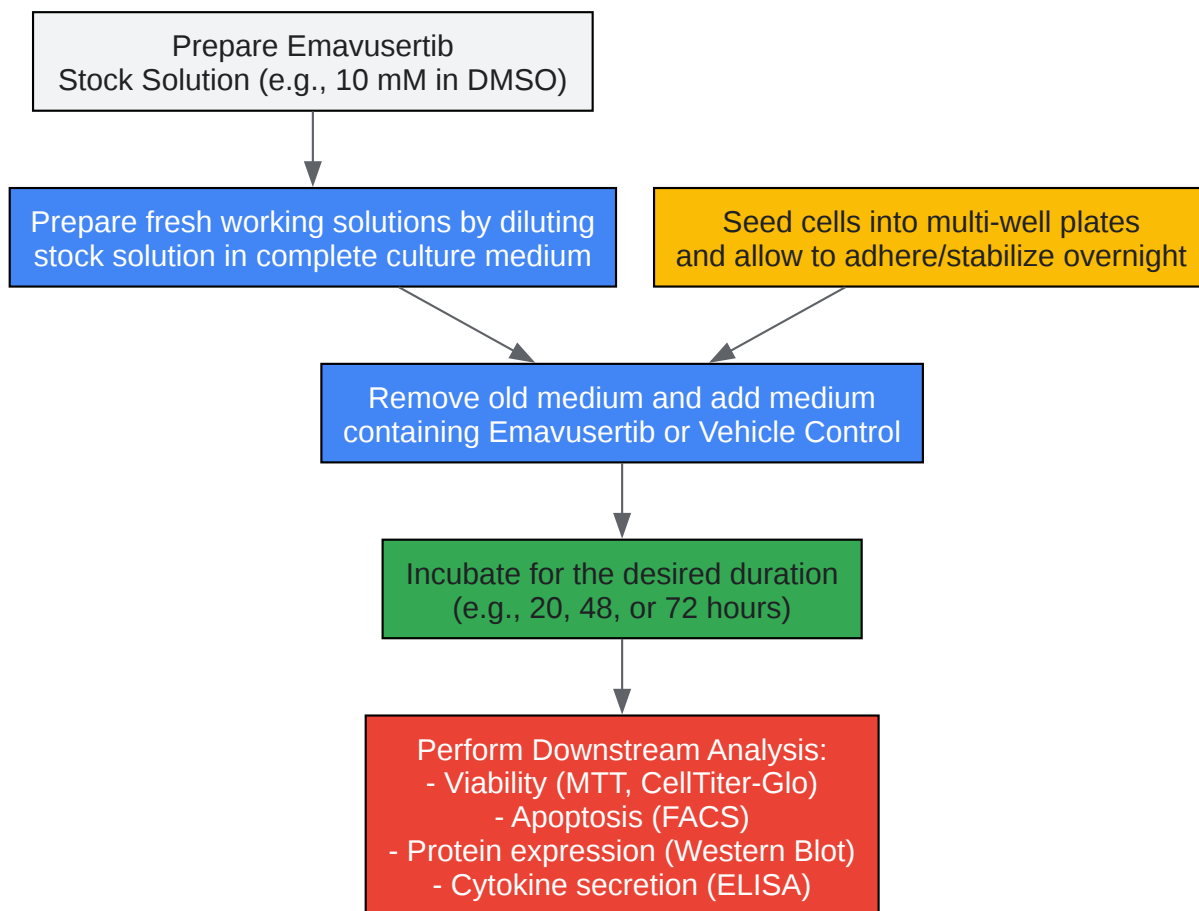 Prepare Emavusertib
Stock Solution (e.g., 10 mM in DMSO)
Prepare fresh working solutions by diluting
stock solution in complete culture medium
Seed cells into multi-well plates
and allow to adhere/stabilize overnight
Remove old medium and add medium
containing Emavusertib or Vehicle Control
Incubate for the desired duration
(e.g., 20, 48, or 72 hours)
Perform Downstream Analysis:
- Viability (MTT, CellTiter-Glo)
- Apoptosis (FACS)
- Protein expression (Western Blot)
- Cytokine secretion (ELISA)